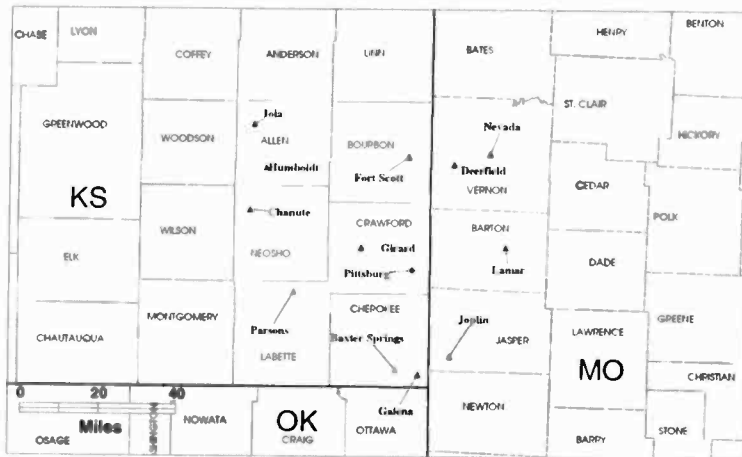 BENTON
HENRY
CHASE
LYON
COFFEY
ANDERSON
LINN
BATES
ST. CLAIR
Iola
Nevada
GREENWOOD
WOODSON
ALLEN
BOURBON
HICKORY
Humboldt
Fort Scott
Deerfield
VERNON
CEDAR
KS
Chanute
CRAWFORD
BARTON
POLK
WILSON
NEOSHO
Girard
ELK
Pittsburg
Lamar
DADE
MONTGOMERY
CHEROKEE
Joplin
GREENE
CHAUTAUQUA
Parsons
Baxter Springs
JASPER
LAWRENCE
LABETTE
MO
CHRISTIAN
0 20 40
Miles
Galena
NEWTON
NOWATA
OK
OTTAWA
STONE
OSAGE
CRAIG
BARRY